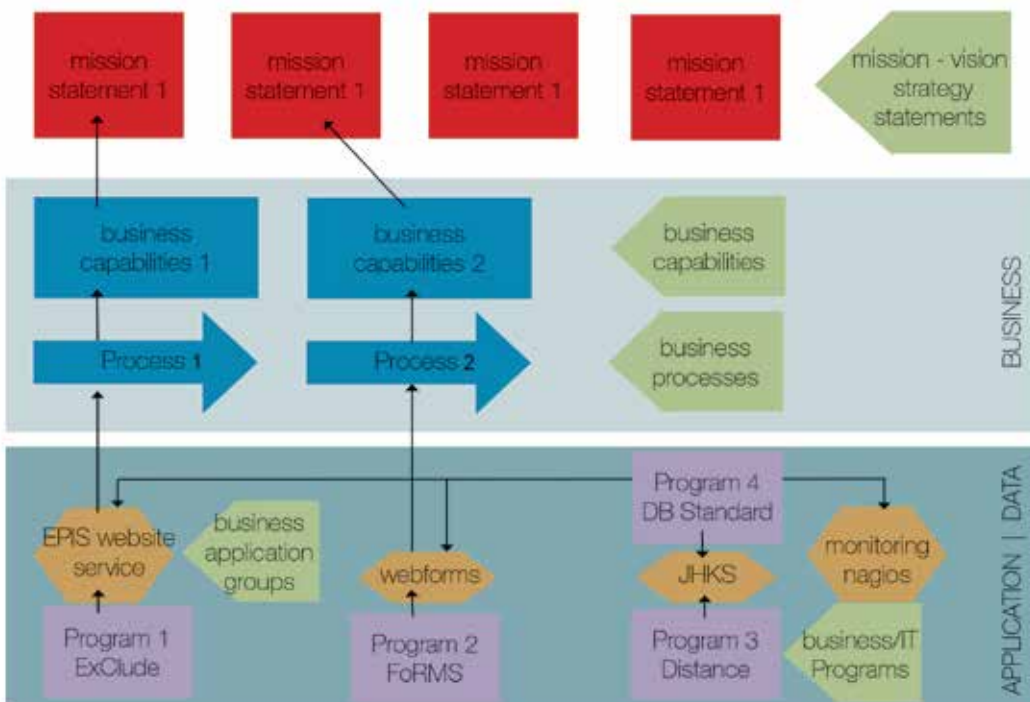 mission
statement 1
mission
statement 1
mission
statement 1
mission
statement 1
mission - vision
strategy
statements
business
capabilities 1
business
capabilities 2
business
capabilities
Process 1
Process 2
business
processes
BUSINESS
EPIS website
service
business
application
groups
webforms
Program 4
DB Standard
JHKS
monitoring
nagios
Program 1
ExClude
Program 2
FoRMS
Program 3
Distance
business/IT
Programs
APPLICATION | DATA